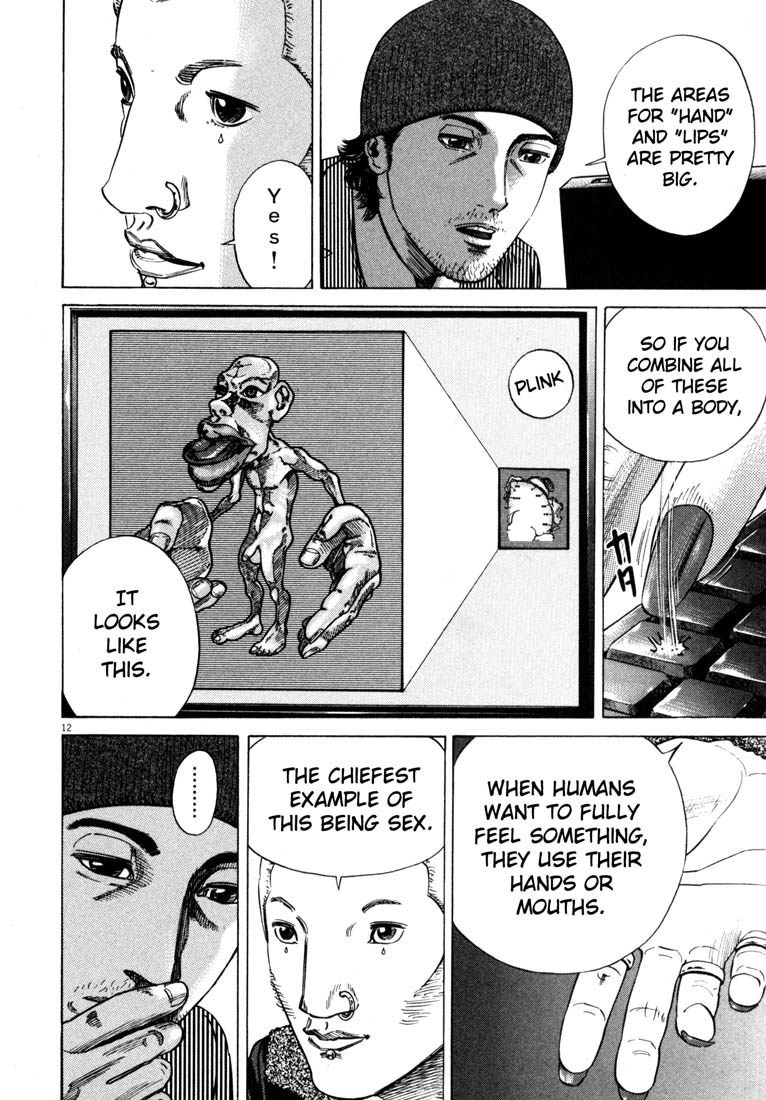 THE AREAS
FOR "HAND"
AND "LIPS"
ARE PRETTY
BIG.
Yes!
SO IF YOU
COMBINE ALL
OF THESE
INTO A BODY,
カタ
PLINK
IT
LOOKS
LIKE
THIS.
12
WHEN HUMANS
WANT TO FULLY
FEEL SOMETHING,
THEY USE THEIR
HANDS OR
MOUTHS.
THE CHIEFEST
EXAMPLE OF
THIS BEING SEX.
………